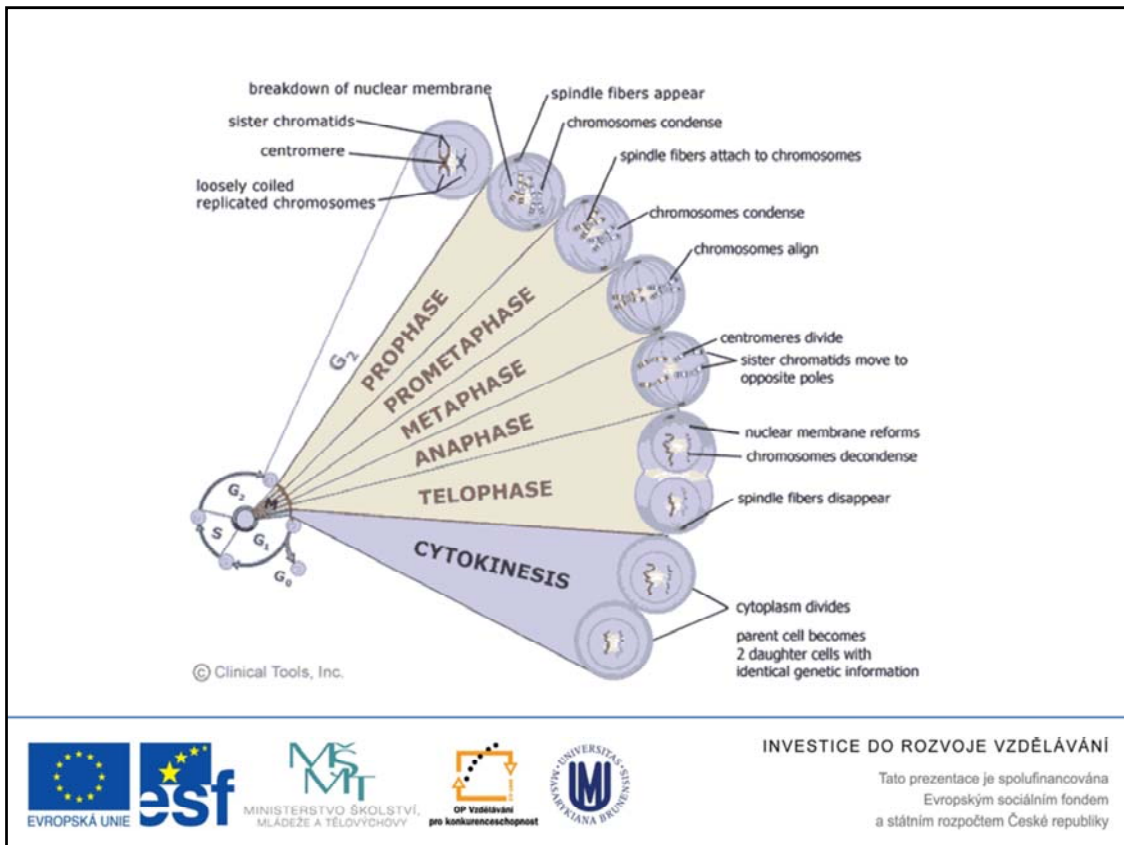 breakdown of nuclear membrane
spindle fibers appear
sister chromatids
chromosomes condense
centromere
spindle fibers attach to chromosomes
loosely coiled
replicated chromosomes
chromosomes condense
chromosomes align
G2
PROPHASE
PROMETAPHASE
METAPHASE
ANAPHASE
TELOPHASE
CYTOKINESIS
centromeres divide
sister chromatids move to
opposite poles
nuclear membrane reforms
chromosomes decondense
spindle fibers disappear
G2
M
S
G1
G0
cytoplasm divides
parent cell becomes
2 daughter cells with
identical genetic information
© Clinical Tools, Inc.
EVROPSKÁ UNIE
esf
MŠMT
MINISTERSTVO ŠKOLSTVÍ,
MLÁDEŽE A TĚLOVÝCHOVY
OP Vzdělávání
pro konkurenceschopnost
UNIVERSITAS
MASARYKIANA BRUNENSIS
INVESTICE DO ROZVOJE VZDĚLÁVÁNÍ
Tato prezentace je spolufinancována
Evropským sociálním fondem
a státním rozpočtem České republiky